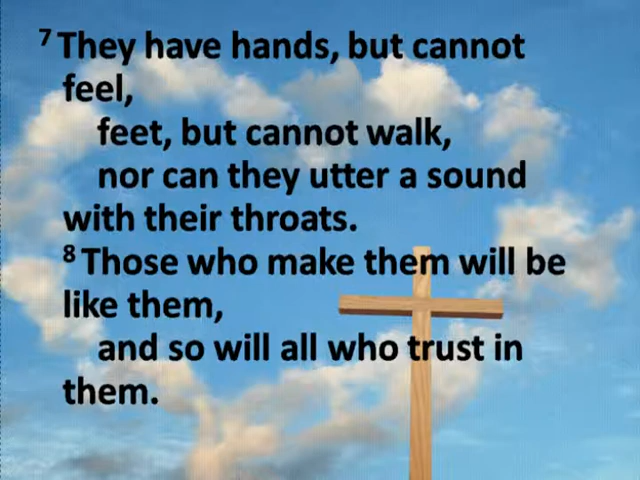 7 They have hands, but cannot
feel,
feet, but cannot walk,
nor can they utter a sound
with their throats.
8 Those who make them will be
like them,
and so will all who trust in
them.